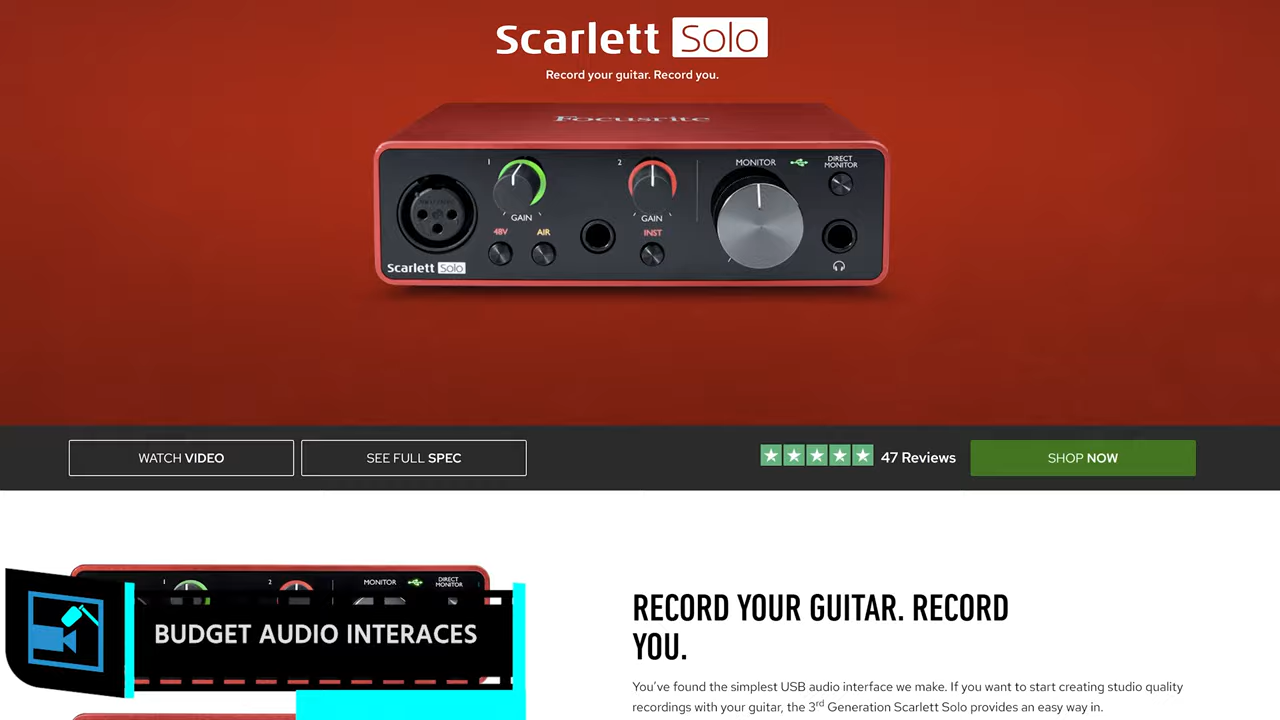 Scarlett Solo
Record your guitar. Record you.
Focusrite
1
2
MONITOR
DIRECT
MONITOR
GAIN
GAIN
48V
AIR
INST
Scarlett Solo
WATCH VIDEO
SEE FULL SPEC
47 Reviews
SHOP NOW
1
2
MONITOR
DIRECT
MONITOR
BUDGET AUDIO INTERACES
RECORD YOUR GUITAR. RECORD
YOU.
You’ve found the simplest USB audio interface we make. If you want to start creating studio quality
recordings with your guitar, the 3rd Generation Scarlett Solo provides an easy way in.